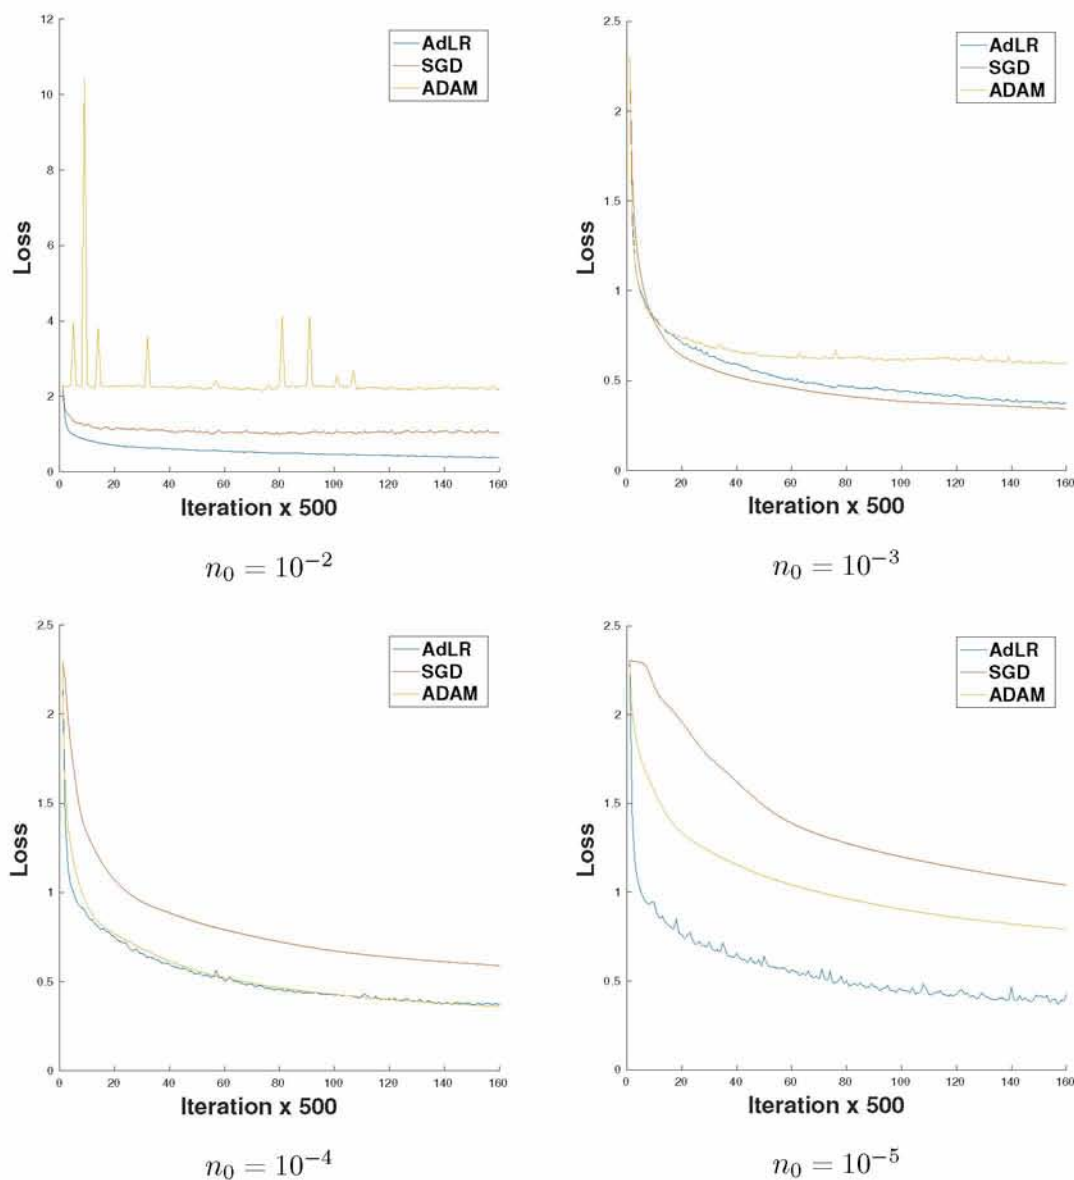 12
10
8
6
4
2
0
Loss
AdLR
SGD
ADAM
0 20 40 60 80 100 120 140 160
Iteration x 500
n₀ = 10⁻²
2.5
2
1.5
1
0.5
0
Loss
AdLR
SGD
ADAM
0 20 40 60 80 100 120 140 160
Iteration x 500
n₀ = 10⁻³
2.5
2
1.5
1
0.5
0
Loss
AdLR
SGD
ADAM
0 20 40 60 80 100 120 140 160
Iteration x 500
n₀ = 10⁻⁴
2.5
2
1.5
1
0.5
0
Loss
AdLR
SGD
ADAM
0 20 40 60 80 100 120 140 160
Iteration x 500
n₀ = 10⁻⁵